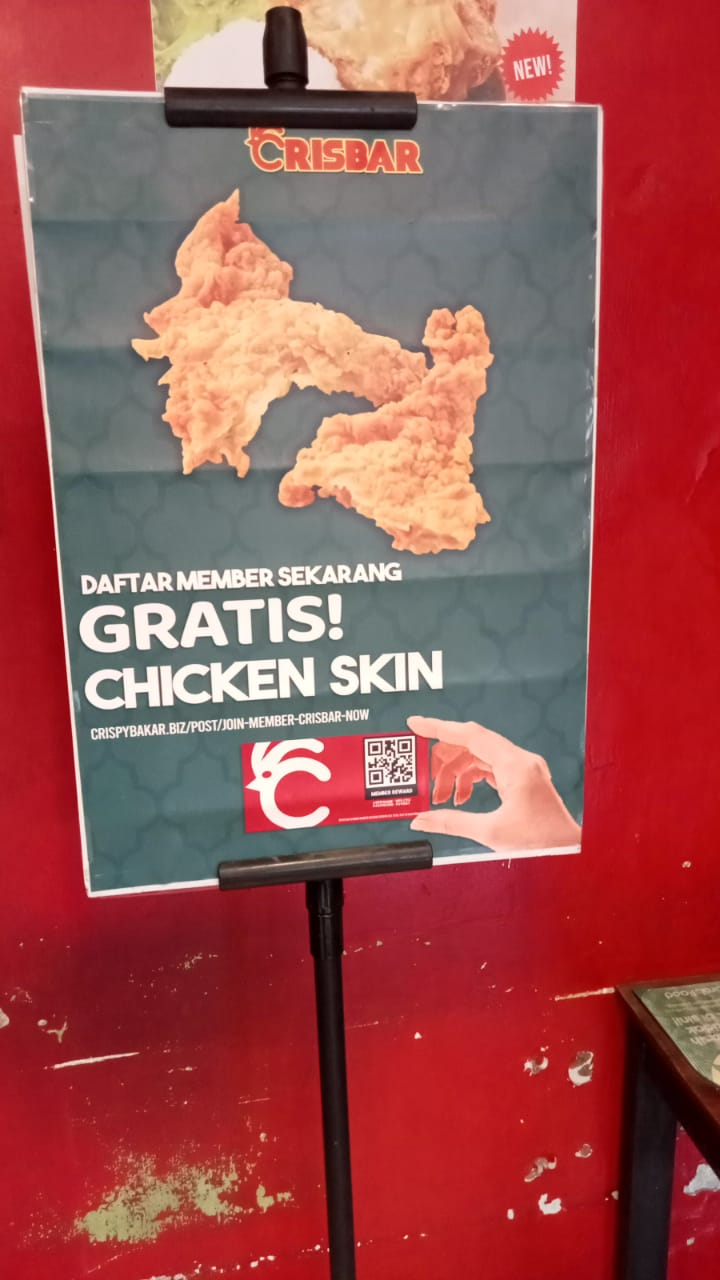 NEW!
CRISBAR
DAFTAR MEMBER SEKARANG
GRATIS!
CHICKEN SKIN
CRISPYBAKAR.BIZ/POST/JOIN-MEMBER-CRISBAR-NOW
MEMBER REWARD